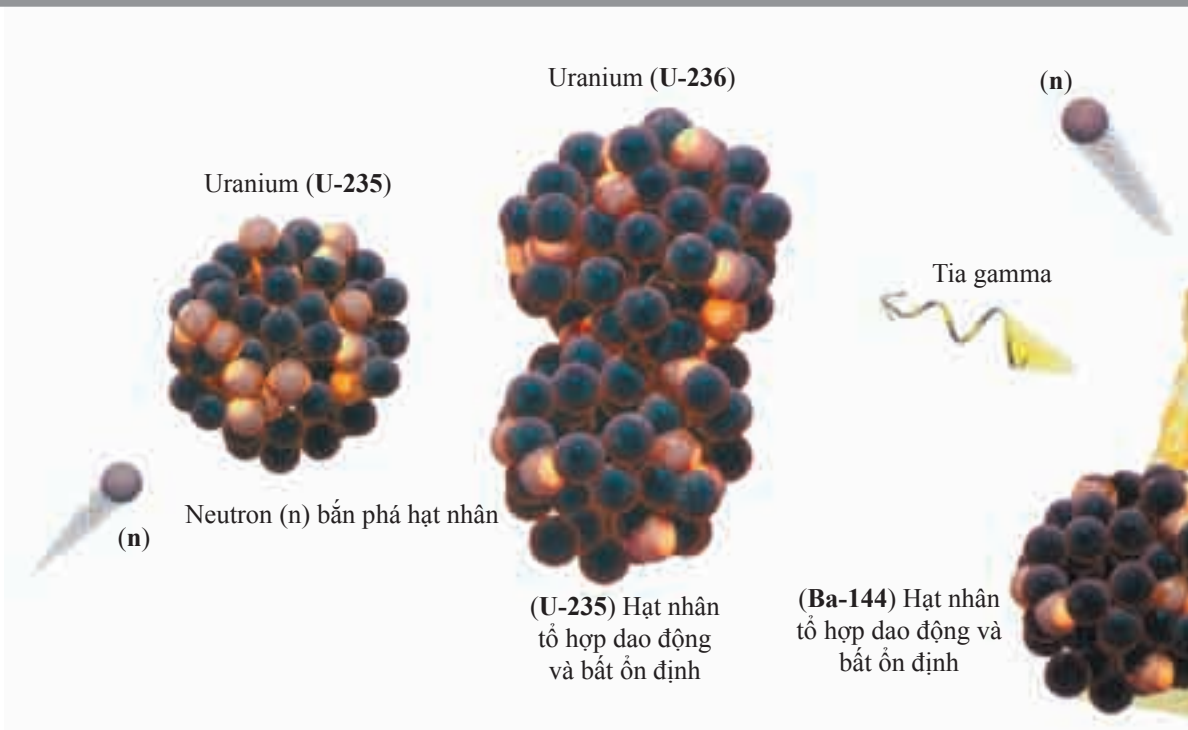 Uranium (U-235)
(n)
Neutron (n) bắn phá hạt nhân
Uranium (U-236)
(U-235) Hạt nhân
tổ hợp dao động
và bất ổn định
(n)
Tia gamma
(Ba-144) Hạt nhân
tổ hợp dao động và
bất ổn định